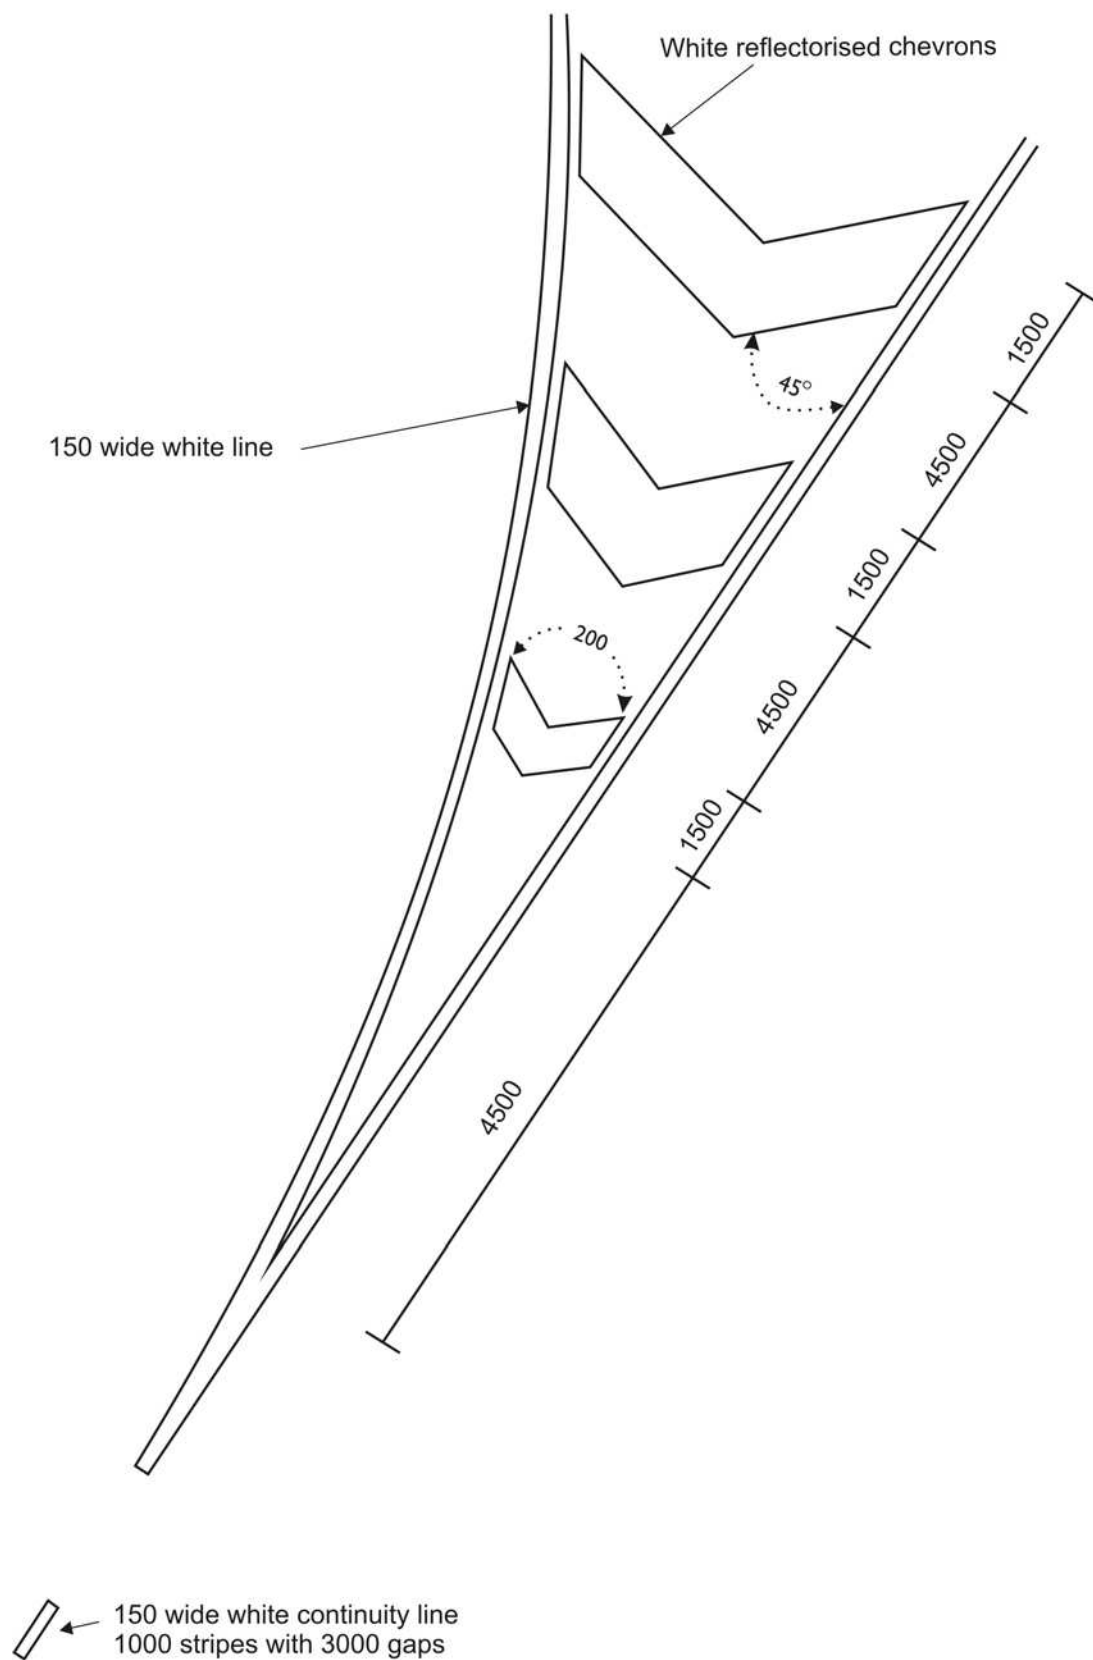 White reflectorised chevrons
1500
45°
150 wide white line
4500
1500
200
4500
1500
4500
150 wide white continuity line
1000 stripes with 3000 gaps